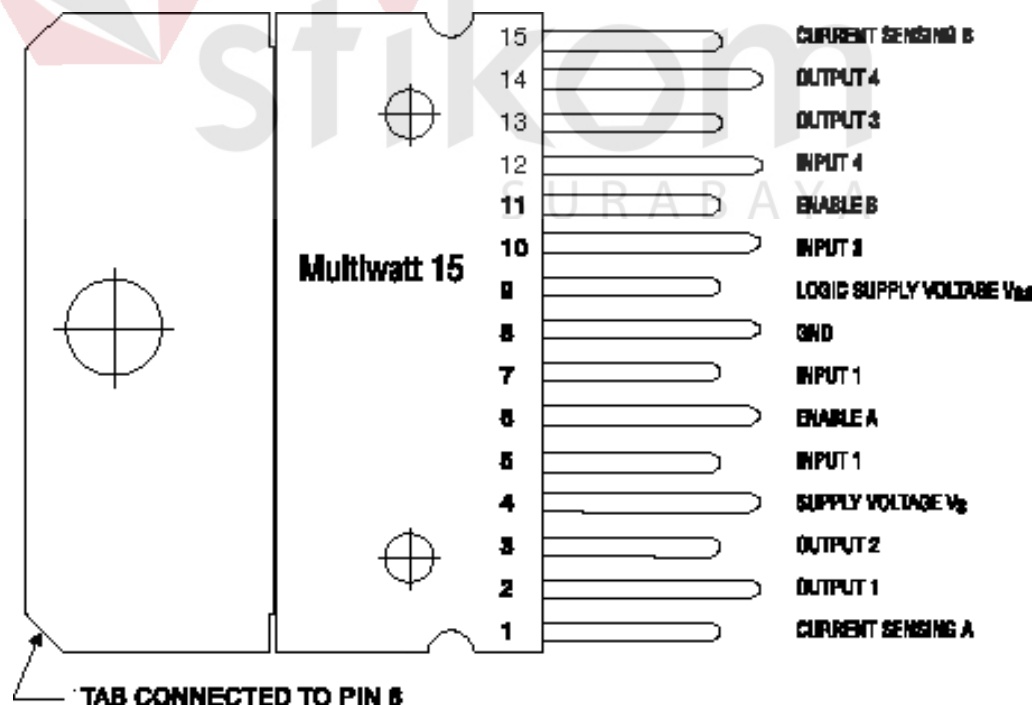 stikom
SURABAYA
15 CURRENT SENSING B
14 OUTPUT 4
13 OUTPUT 3
12 INPUT 4
11 ENABLE B
10 INPUT 3
9 LOGIC SUPPLY VOLTAGE
8 GND
7 INPUT 1
6 ENABLE A
5 INPUT 1
4 SUPPLY VOLTAGE VS
3 OUTPUT 2
2 OUTPUT 1
1 CURRENT SENSING A
Multiwatt 15
TAB CONNECTED TO PIN